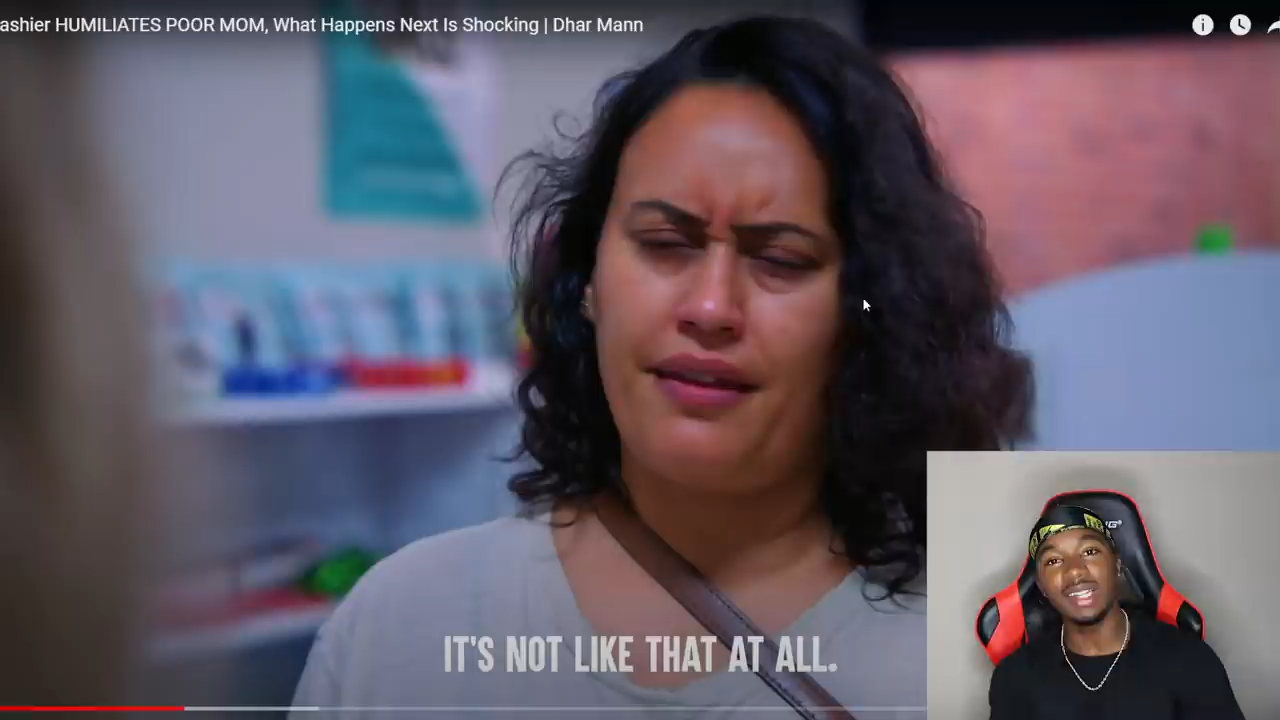 ashier HUMILIATES POOR MOM, What Happens Next Is Shocking | Dhar Mann
IT'S NOT LIKE THAT AT ALL.